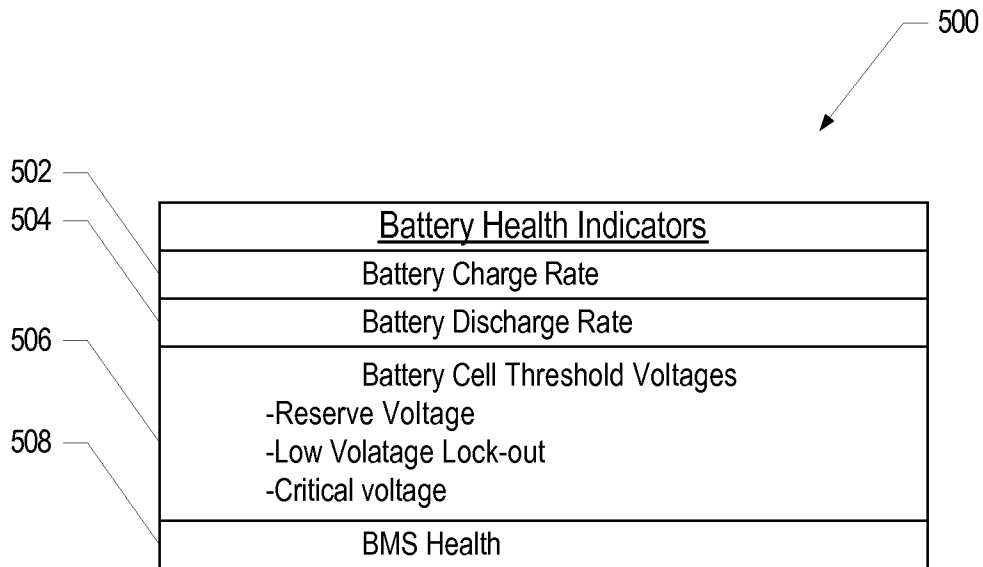 500
502
504
506
508
Battery Health Indicators
Battery Charge Rate
Battery Discharge Rate
Battery Cell Threshold Voltages
-Reserve Voltage
-Low Volatage Lock-out
-Critical voltage
BMS Health